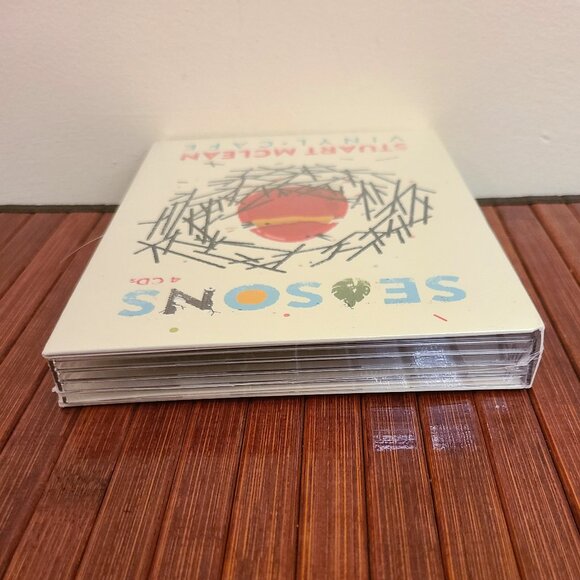 STUART MCLEAN
VINYL CAFE
SEASONS
4 CDs